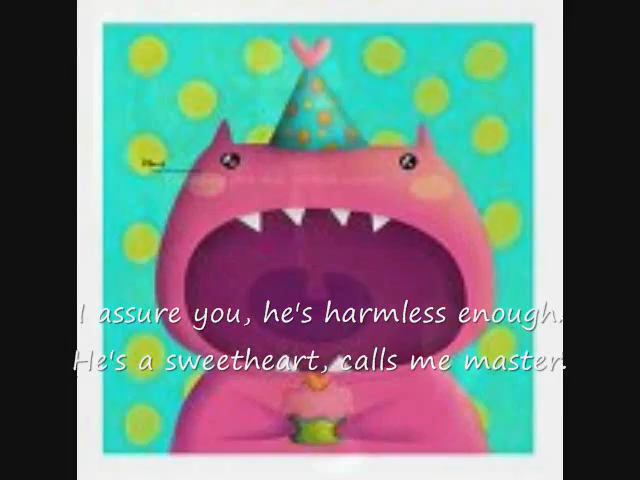 I assure you, he's harmless enough.
He's a sweetheart, calls me master.